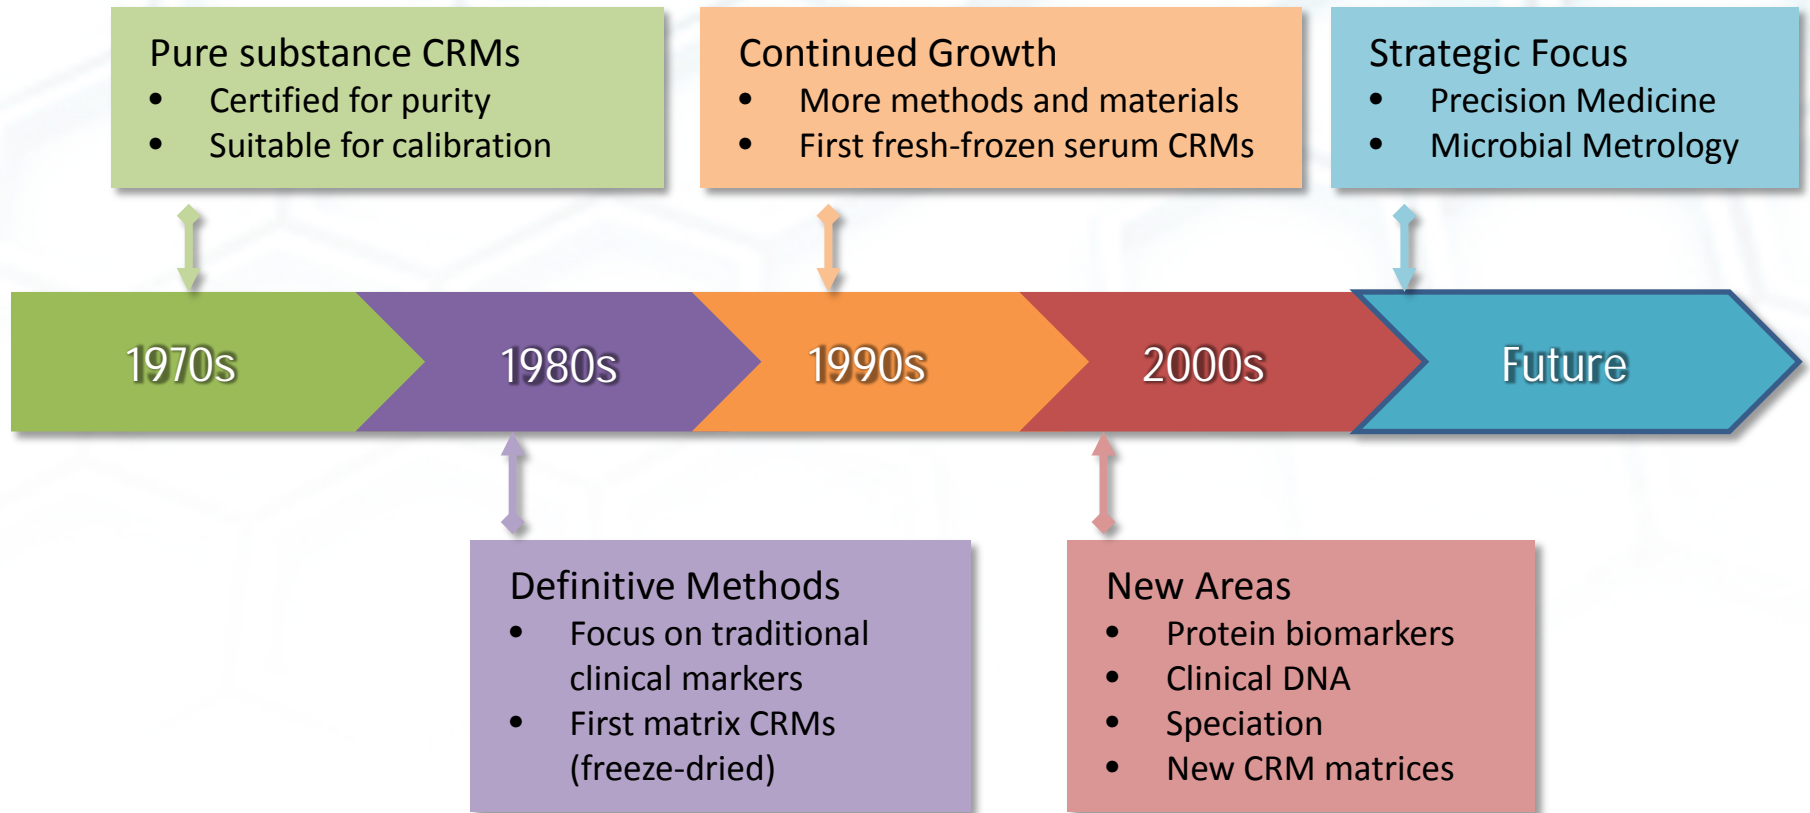 Pure substance CRMs
• Certified for purity
• Suitable for calibration
Continued Growth
• More methods and materials
• First fresh-frozen serum CRMs
Strategic Focus
• Precision Medicine
• Microbial Metrology
1970s
1980s
1990s
2000s
Future
Definitive Methods
• Focus on traditional
clinical markers
• First matrix CRMs
(freeze-dried)
New Areas
• Protein biomarkers
• Clinical DNA
• Speciation
• New CRM matrices